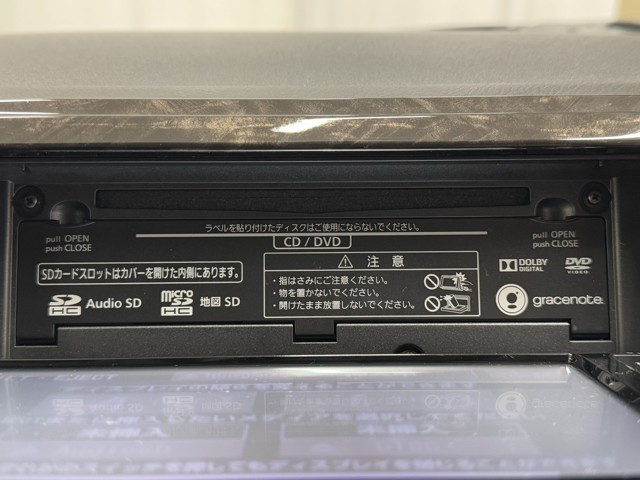 ラベルを貼り付けたディスクはご使用にならないでください。
CD / DVD
pull OPEN
push CLOSE
pull OPEN
push CLOSE
SDカードスロットはカバーを開けた内側にあります。
SD HC Audio SD
micro SD HC 地図 SD
⚠ 注 意
・指はさみにご注意ください。
・物を置かないでください。
・開けたまま放置しないでください。
DOLBY
DIGITAL
DVD
VIDEO
gracenote.